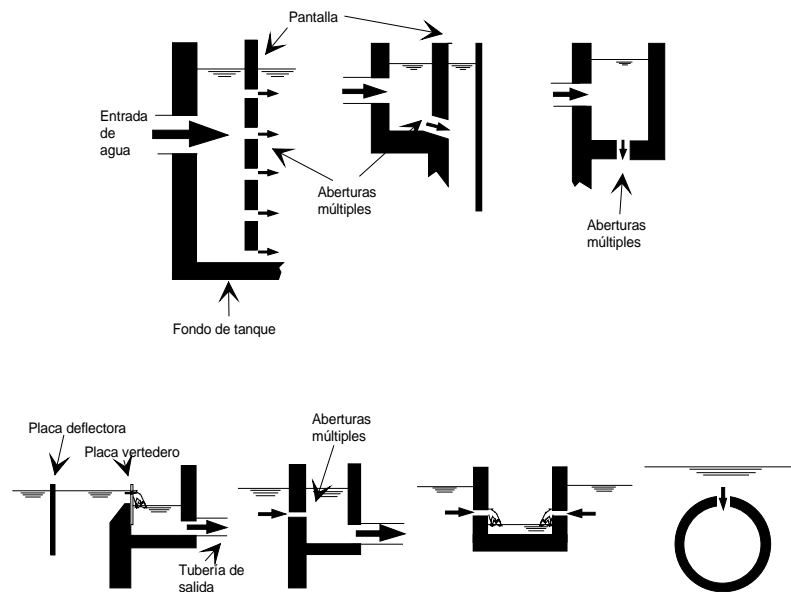 Pantalla
Entrada
de
agua
Aberturas
múltiples
Aberturas
múltiples
Fondo de tanque
Placa deflectora
Placa vertedero
Aberturas
múltiples
Tubería de
salida